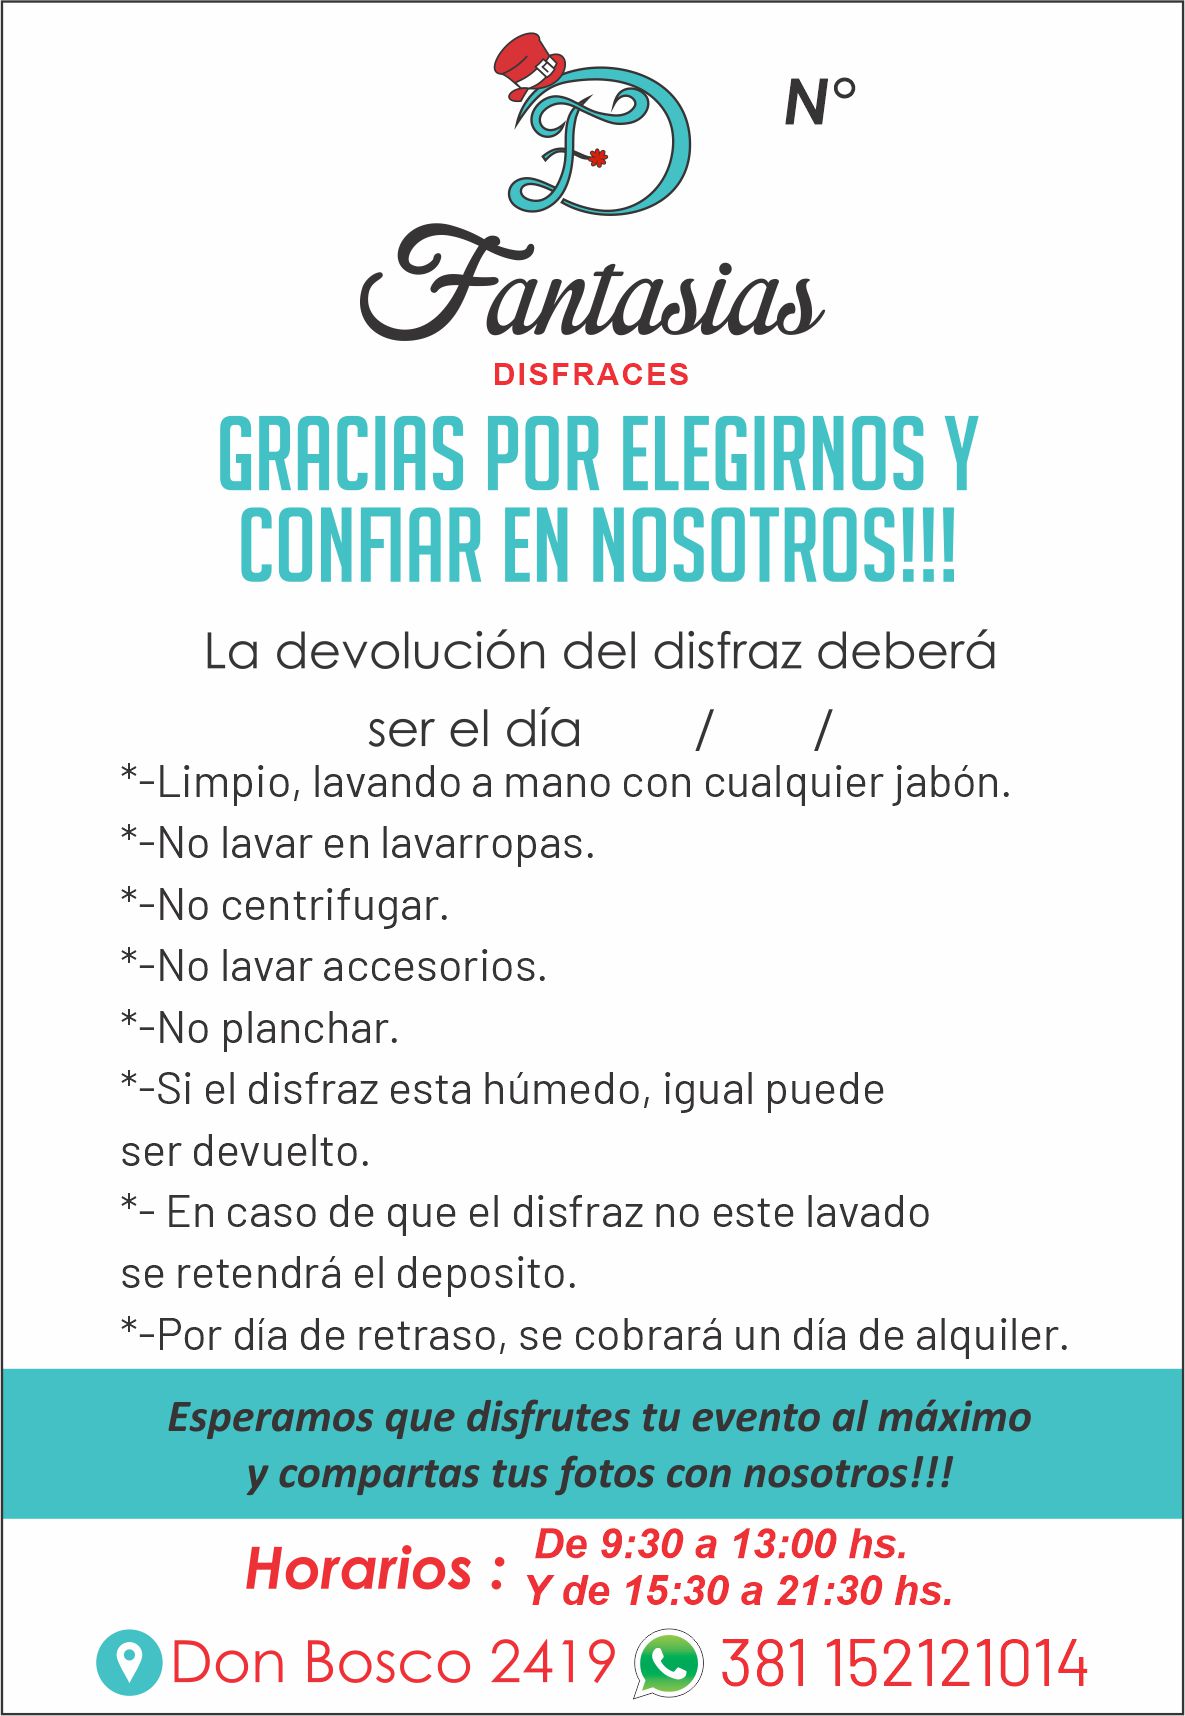 N°
Fantasias
DISFRACES
GRACIAS POR ELEGIRNOS Y
CONFIAR EN NOSOTROS!!!
La devolución del disfraz deberá
ser el día / /
*-Limpio, lavando a mano con cualquier jabón.
*-No lavar en lavarropas.
*-No centrifugar.
*-No lavar accesorios.
*-No planchar.
*-Si el disfraz esta húmedo, igual puede
ser devuelto.
*- En caso de que el disfraz no este lavado
se retendrá el deposito.
*-Por día de retraso, se cobrará un día de alquiler.
Esperamos que disfrutes tu evento al máximo
y compartas tus fotos con nosotros!!!
Horarios : De 9:30 a 13:00 hs.
Y de 15:30 a 21:30 hs.
Don Bosco 2419 381 152121014